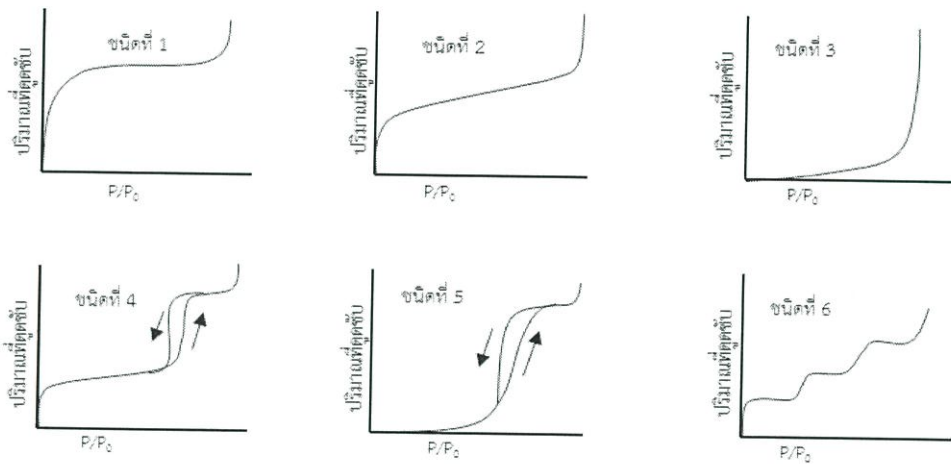 ปริมาณที่ดูดซับ
ชนิดที่ 1
P/P₀
ปริมาณที่ดูดซับ
ชนิดที่ 2
P/P₀
ปริมาณที่ดูดซับ
ชนิดที่ 3
P/P₀
ปริมาณที่ดูดซับ
ชนิดที่ 4
P/P₀
ปริมาณที่ดูดซับ
ชนิดที่ 5
P/P₀
ปริมาณที่ดูดซับ
ชนิดที่ 6
P/P₀